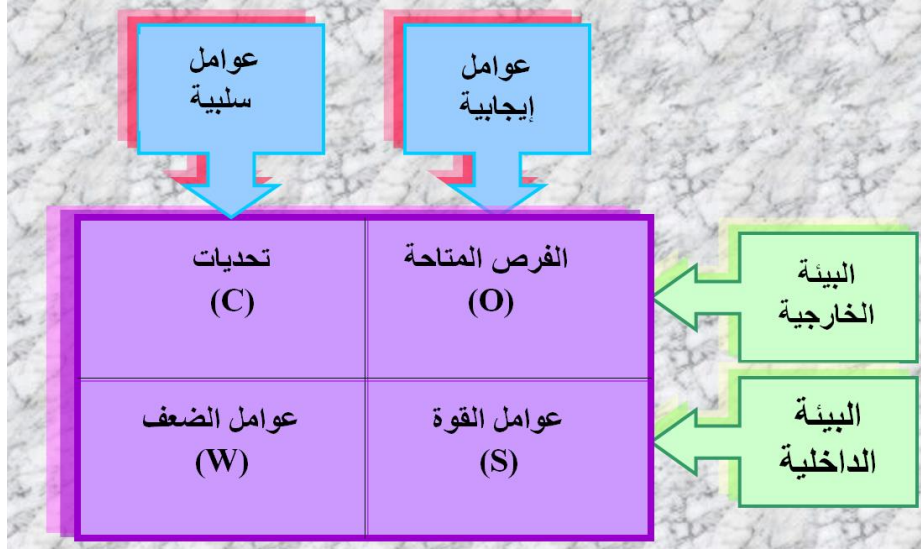 عوامل
إيجابية
عوامل
سلبية
البيئة
الخارجية
الفرص المتاحة
(O)
تحديات
(C)
البيئة
الداخلية
عوامل القوة
(S)
عوامل الضعف
(W)